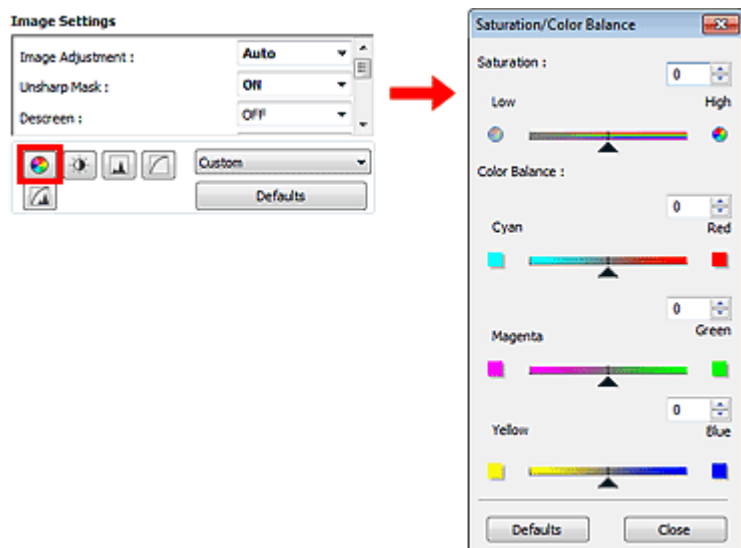 Image Settings
Image Adjustment : Auto
Unsharp Mask : ON
Descreen : OFF
Custom
Defaults
Saturation/Color Balance
Saturation :
0
Low High
Color Balance :
0
Cyan Red
0
Magenta Green
0
Yellow Blue
Defaults Close